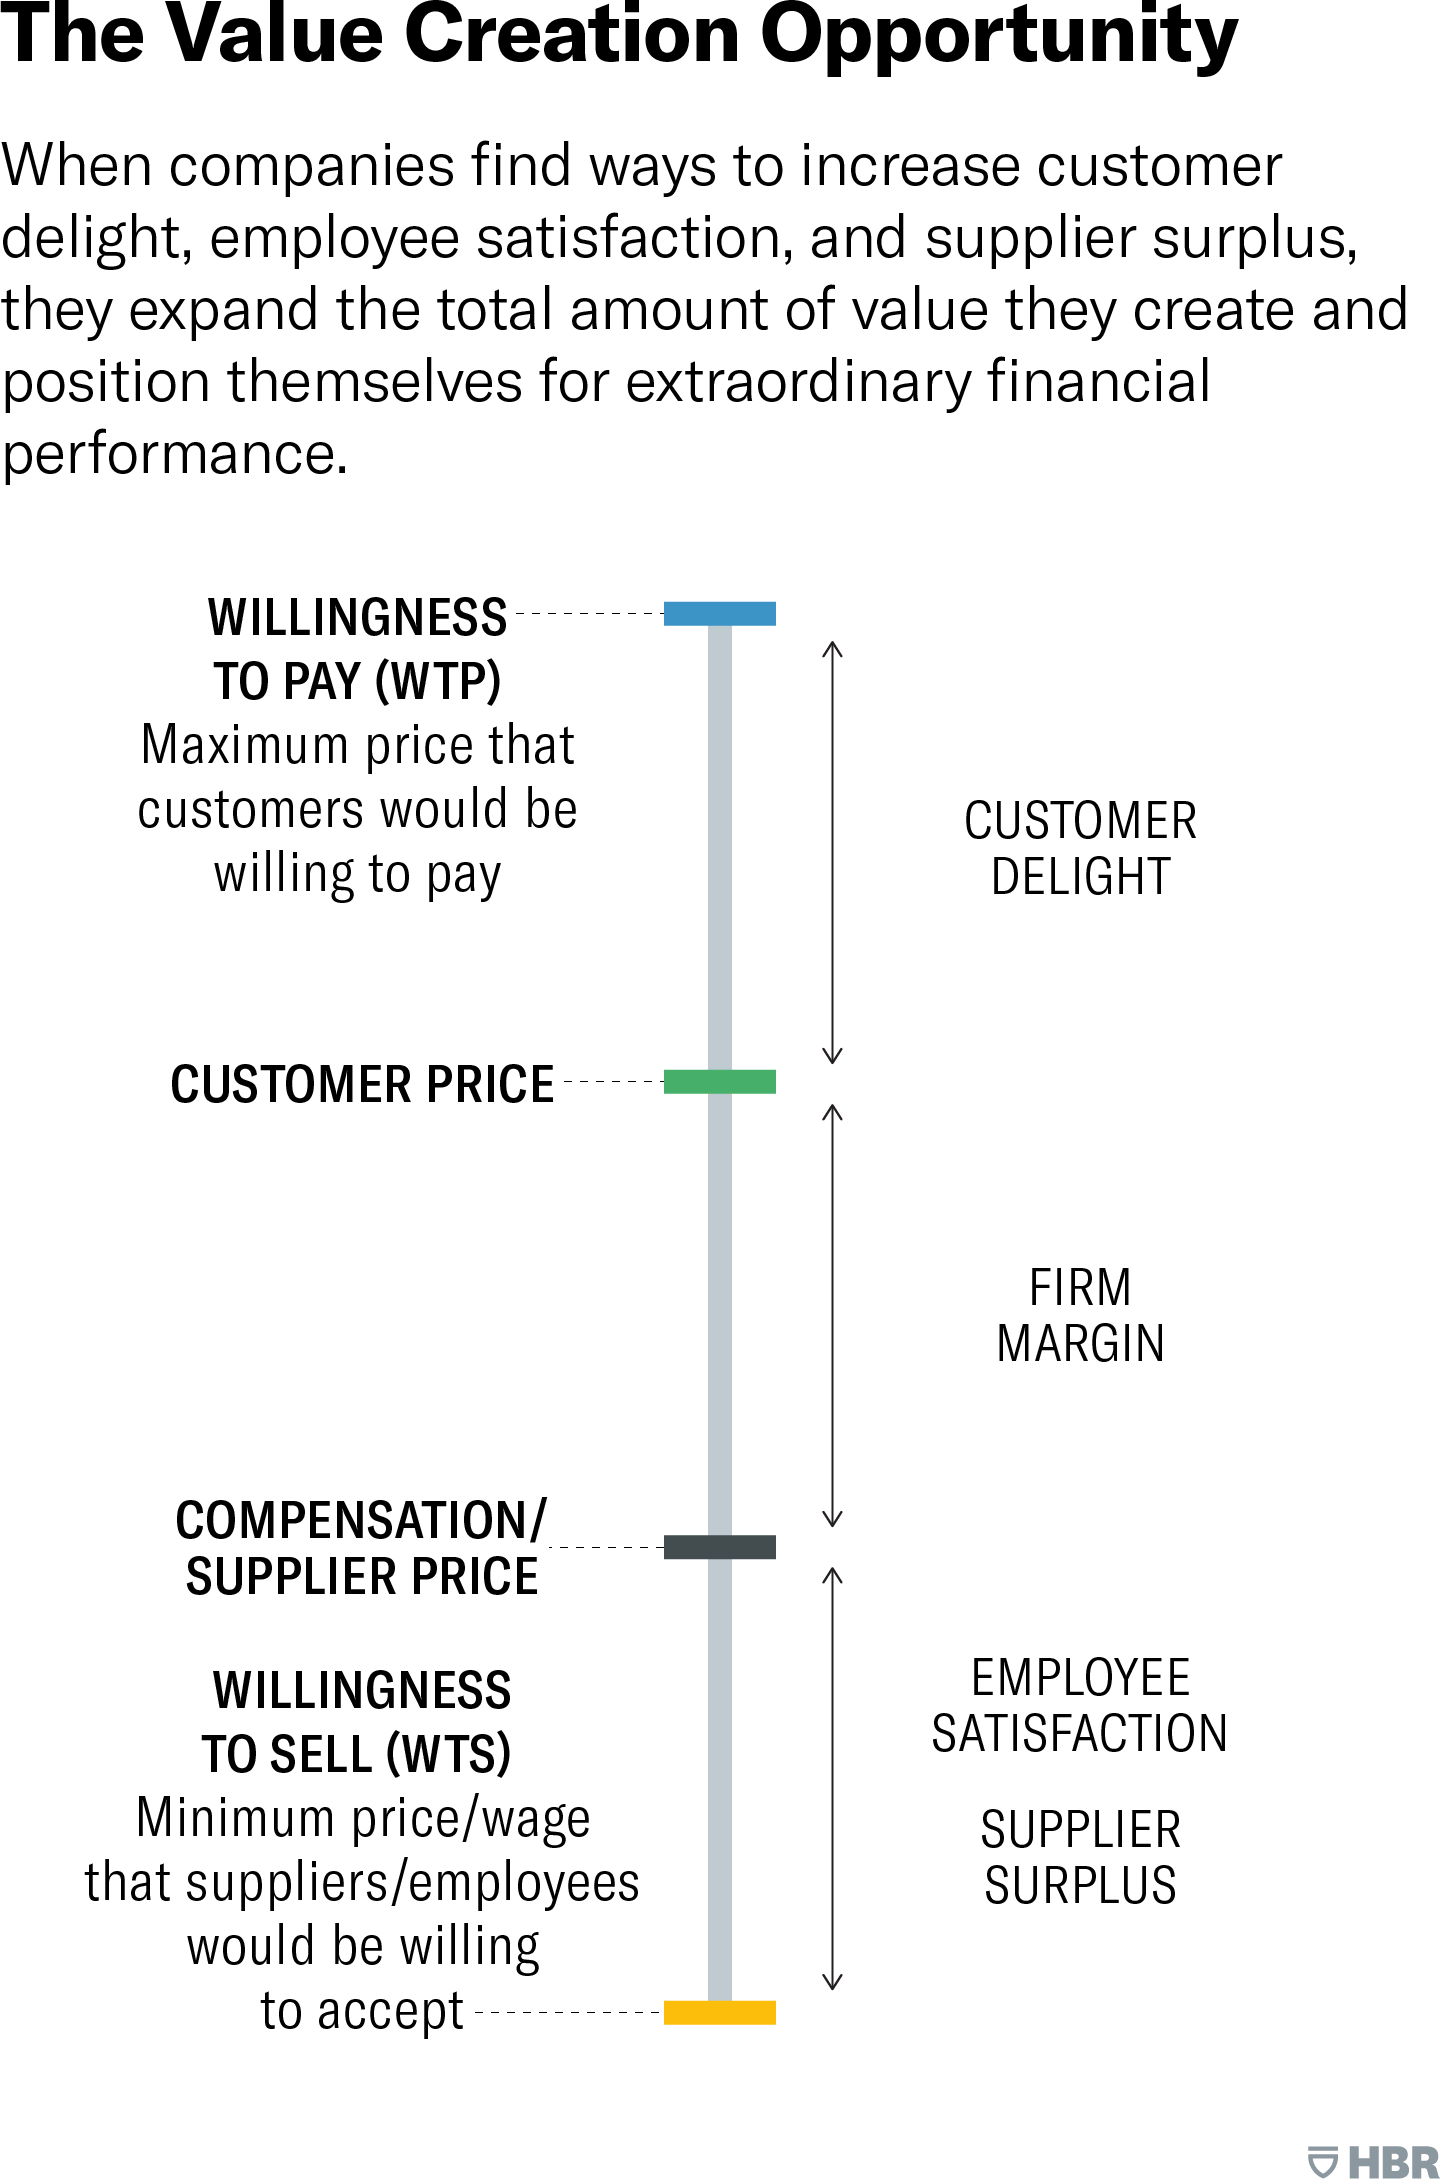 The Value Creation Opportunity
When companies find ways to increase customer
delight, employee satisfaction, and supplier surplus,
they expand the total amount of value they create and
position themselves for extraordinary financial
performance.
WILLINGNESS
TO PAY (WTP)
Maximum price that
customers would be
willing to pay
CUSTOMER
DELIGHT
CUSTOMER PRICE
FIRM
MARGIN
COMPENSATION/
SUPPLIER PRICE
WILLINGNESS
TO SELL (WTS)
Minimum price/wage
that suppliers/employees
would be willing
to accept
EMPLOYEE
SATISFACTION
SUPPLIER
SURPLUS
HBR